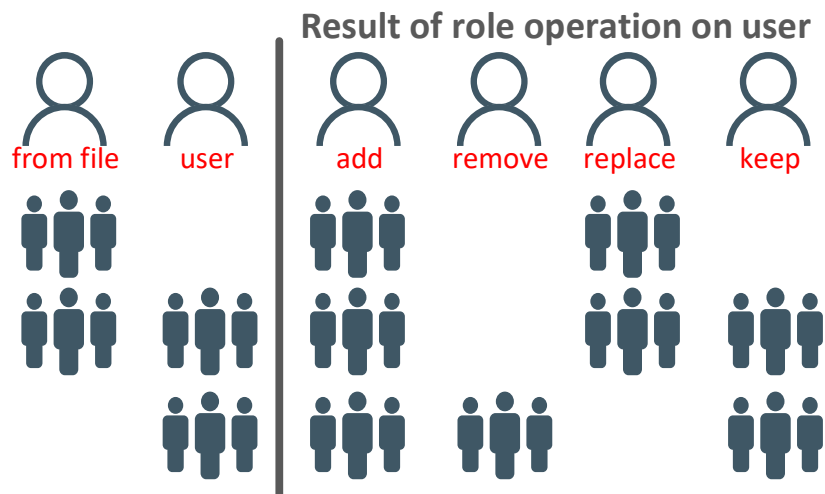 Result of role operation on user
from file user add remove replace keep